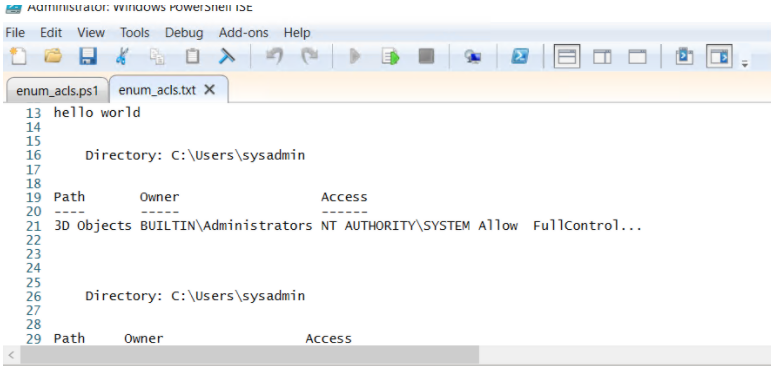 Administrator: Windows PowerShell ISE
File Edit View Tools Debug Add-ons Help
enum_acls.ps1 enum_acls.txt X
13 hello world
14
15
16 Directory: C:\Users\sysadmin
17
18
19 Path Owner Access
20 ---- ----- ------
21 3D Objects BUILTIN\Administrators NT AUTHORITY\SYSTEM Allow FullControl...
22
23
24
25
26 Directory: C:\Users\sysadmin
27
28
29 Path Owner Access